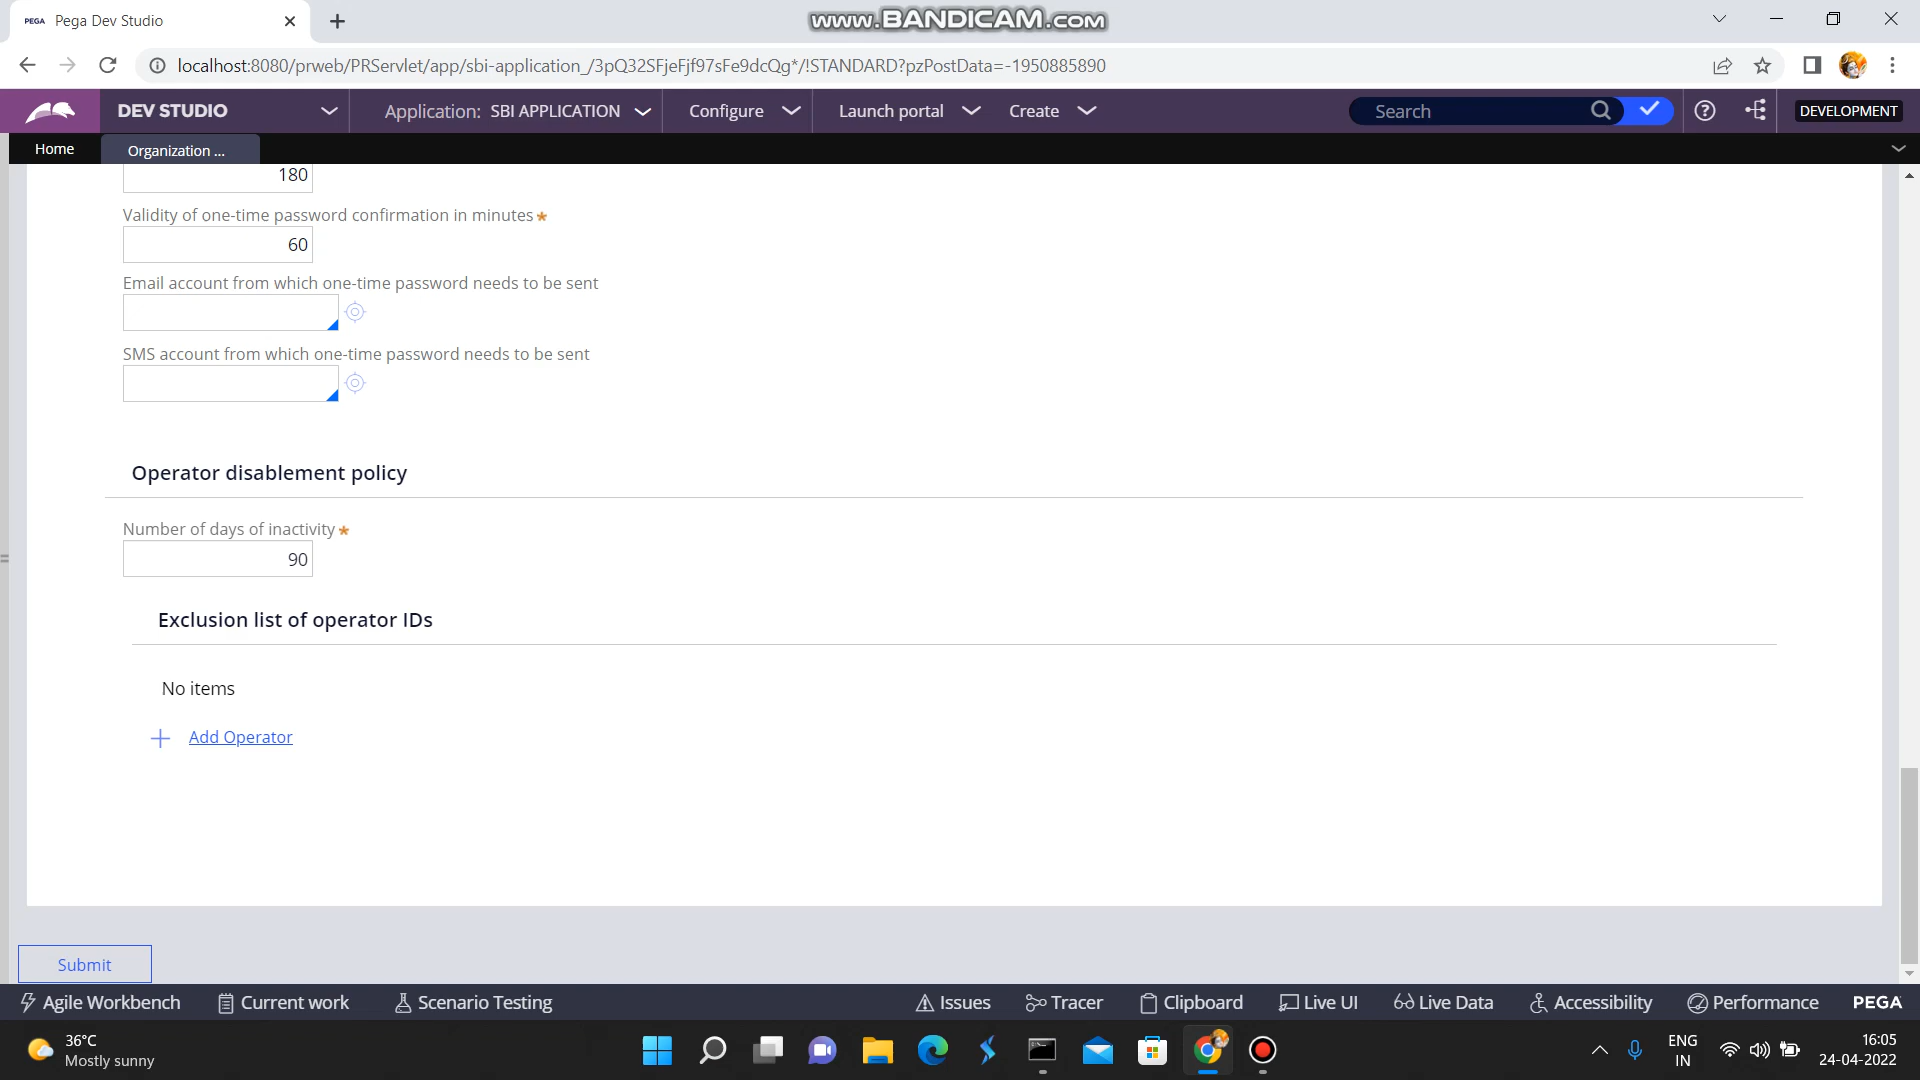 PEGA Pega Dev Studio
www.BANDICAM.com
localhost:8080/prweb/PRServlet/app/sbi-application_/3pQ32SFjeFjf97sFe9dcQg*/!STANDARD?pzPostData=-1950885890
DEV STUDIO
Application: SBI APPLICATION
Configure
Launch portal
Create
Search
DEVELOPMENT
Home
Organization ...
180
Validity of one-time password confirmation in minutes *
60
Email account from which one-time password needs to be sent
SMS account from which one-time password needs to be sent
Operator disablement policy
Number of days of inactivity *
90
Exclusion list of operator IDs
No items
Add Operator
Submit
Agile Workbench
Current work
Scenario Testing
Issues
Tracer
Clipboard
Live UI
Live Data
Accessibility
Performance
PEGA
36°C
Mostly sunny
ENG
IN
16:05
24-04-2022